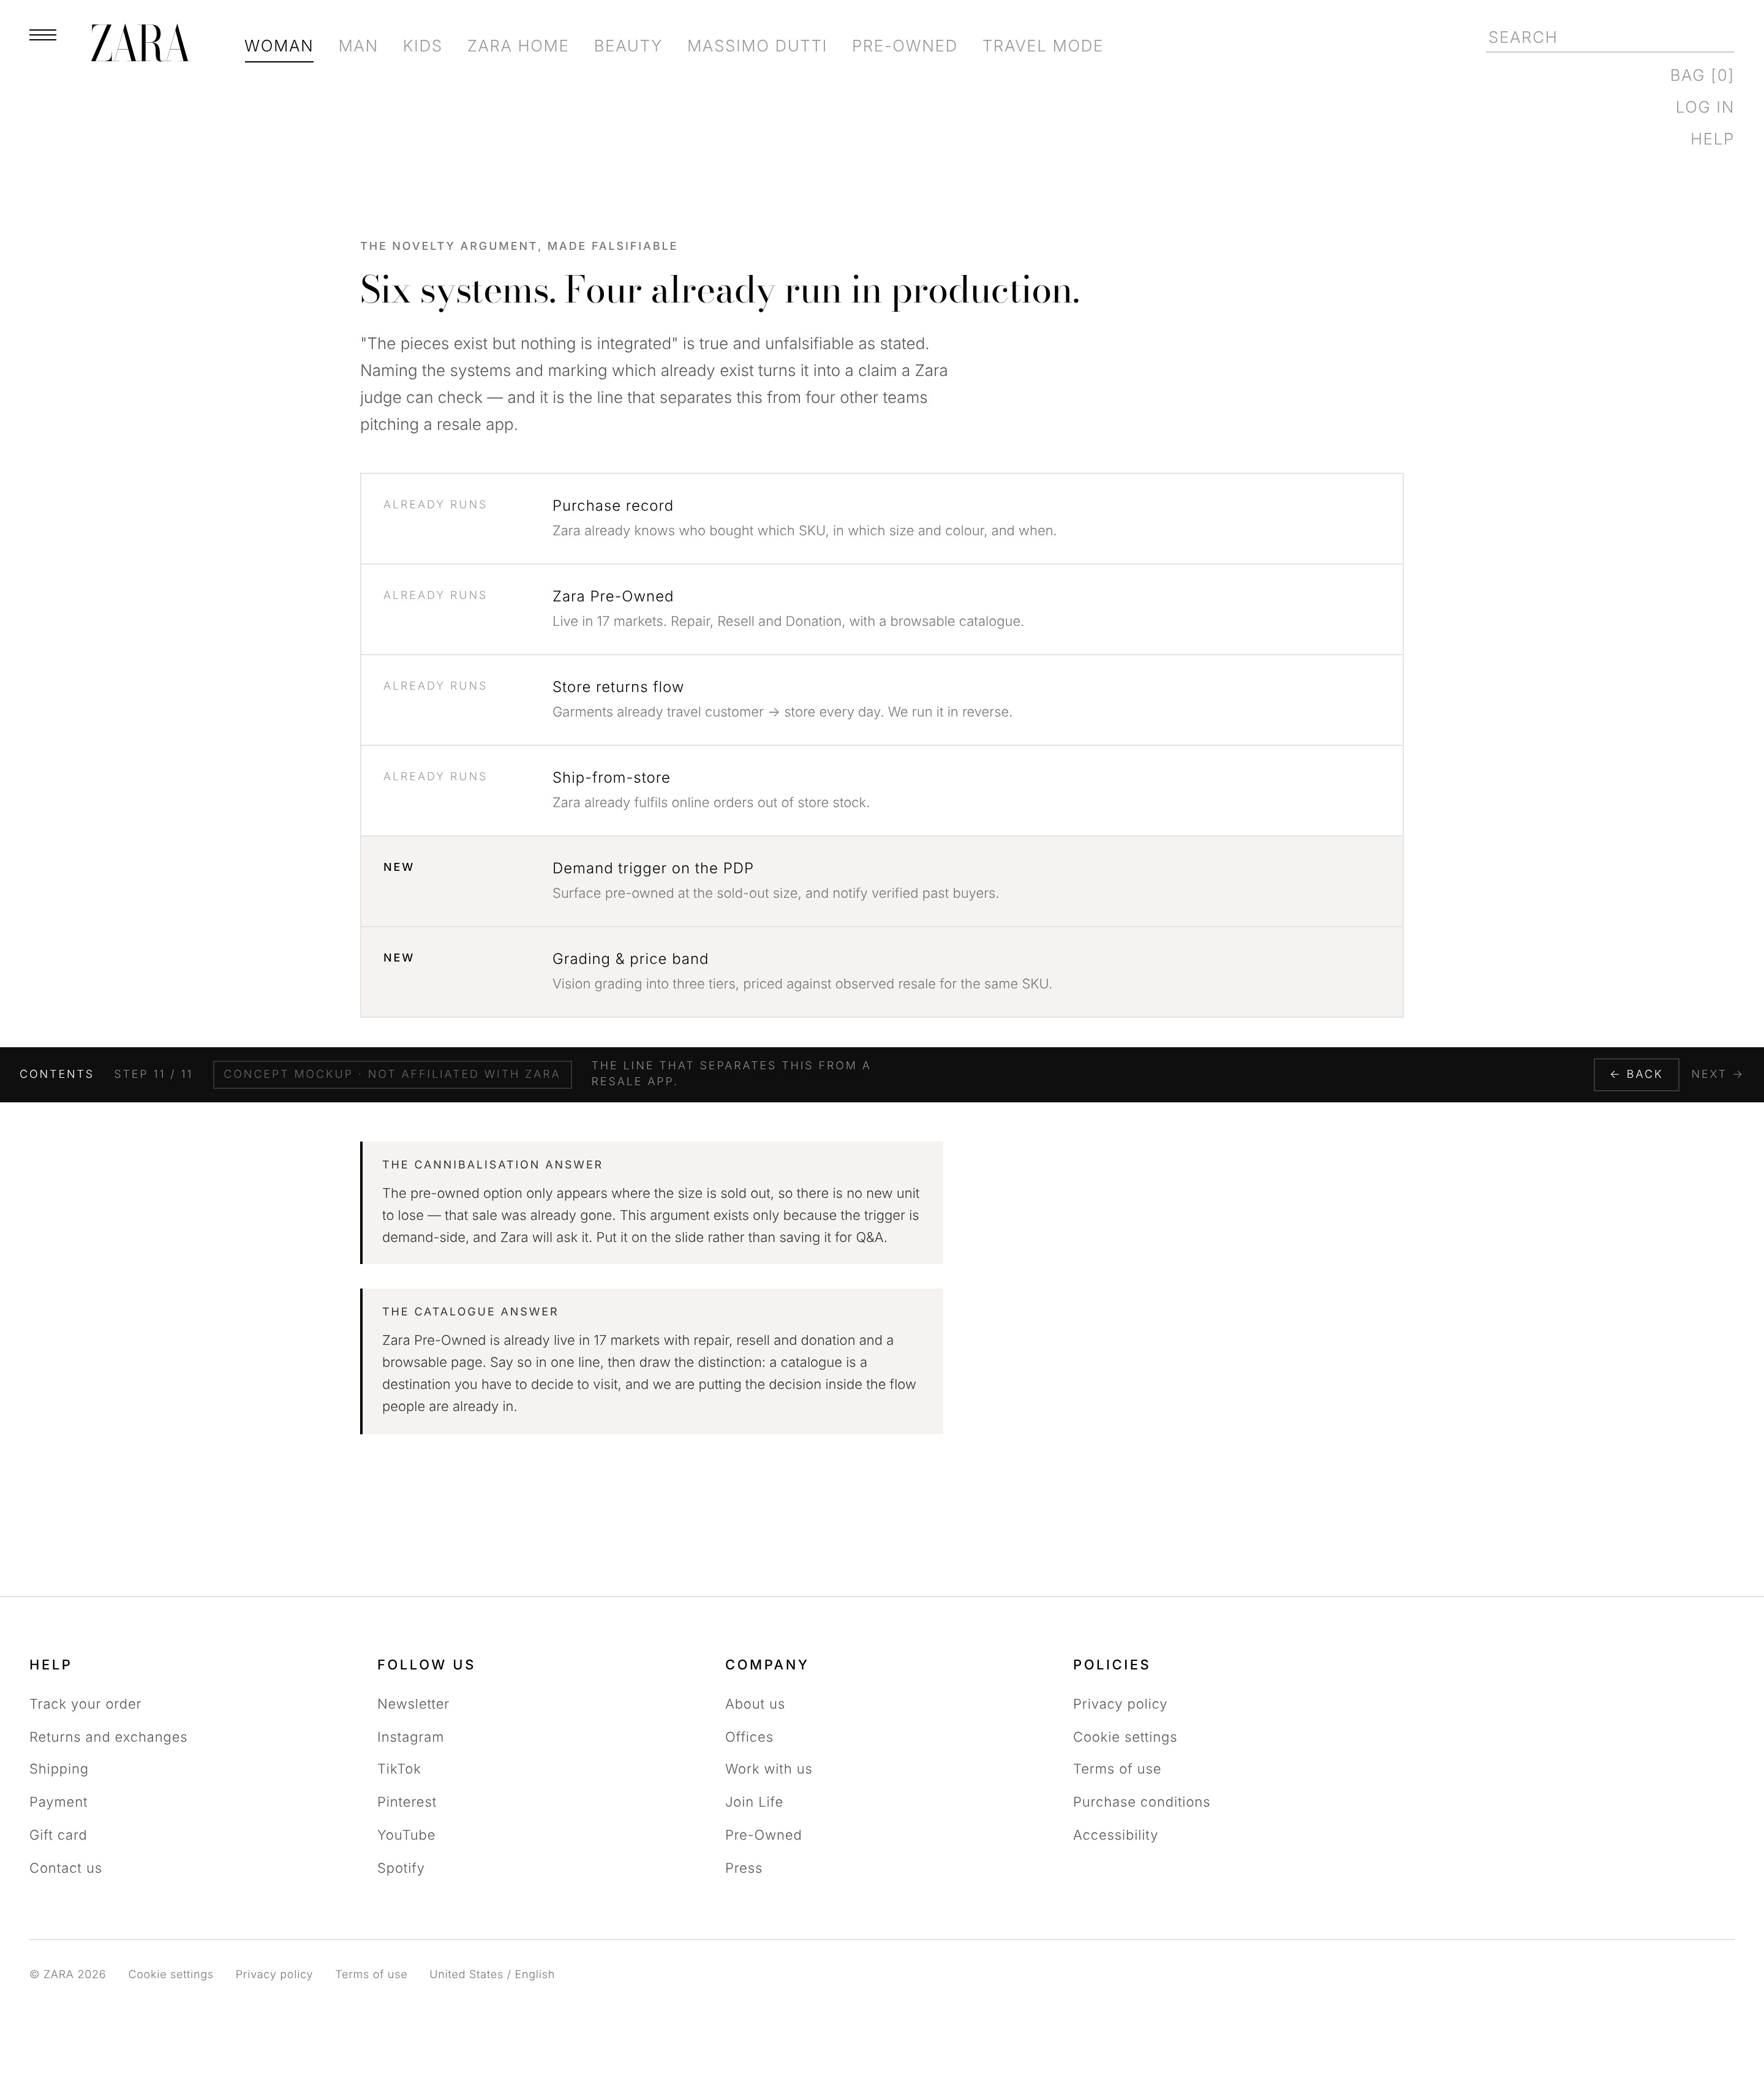 ZARA
WOMAN MAN KIDS ZARA HOME BEAUTY MASSIMO DUTTI PRE-OWNED TRAVEL MODE
SEARCH
BAG [0]
LOG IN
HELP
THE NOVELTY ARGUMENT, MADE FALSIFIABLE
Six systems. Four already run in production.
"The pieces exist but nothing is integrated" is true and unfalsifiable as stated.
Naming the systems and marking which already exist turns it into a claim a Zara
judge can check — and it is the line that separates this from four other teams
pitching a resale app.
ALREADY RUNS
Purchase record
Zara already knows who bought which SKU, in which size and colour, and when.
ALREADY RUNS
Zara Pre-Owned
Live in 17 markets. Repair, Resell and Donation, with a browsable catalogue.
ALREADY RUNS
Store returns flow
Garments already travel customer → store every day. We run it in reverse.
ALREADY RUNS
Ship-from-store
Zara already fulfils online orders out of store stock.
NEW
Demand trigger on the PDP
Surface pre-owned at the sold-out size, and notify verified past buyers.
NEW
Grading & price band
Vision grading into three tiers, priced against observed resale for the same SKU.
CONTENTS STEP 11 / 11 CONCEPT MOCKUP · NOT AFFILIATED WITH ZARA
THE LINE THAT SEPARATES THIS FROM A
RESALE APP.
← BACK NEXT →
THE CANNIBALISATION ANSWER
The pre-owned option only appears where the size is sold out, so there is no new unit
to lose — that sale was already gone. This argument exists only because the trigger is
demand-side, and Zara will ask it. Put it on the slide rather than saving it for Q&A.
THE CATALOGUE ANSWER
Zara Pre-Owned is already live in 17 markets with repair, resell and donation and a
browsable page. Say so in one line, then draw the distinction: a catalogue is a
destination you have to decide to visit, and we are putting the decision inside the flow
people are already in.
HELP
Track your order
Returns and exchanges
Shipping
Payment
Gift card
Contact us
FOLLOW US
Newsletter
Instagram
TikTok
Pinterest
YouTube
Spotify
COMPANY
About us
Offices
Work with us
Join Life
Pre-Owned
Press
POLICIES
Privacy policy
Cookie settings
Terms of use
Purchase conditions
Accessibility
© ZARA 2026 Cookie settings Privacy policy Terms of use United States / English